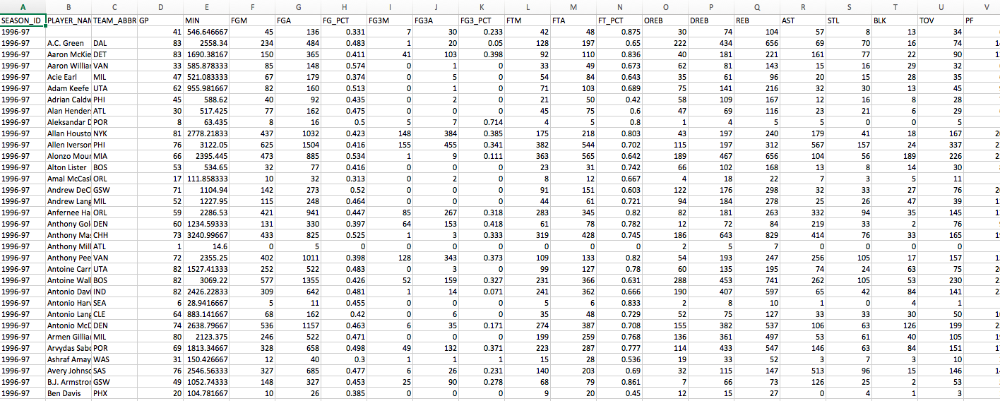 A B C D E F G H I J K L M N O P Q R S T U V
SEASON_ID PLAYER_NAM TEAM_ABBR GP MIN FGM FGA FG_PCT FG3M FG3A FG3_PCT FTM FTA FT_PCT OREB DREB REB AST STL BLK TOV PF
1996-97 41 546.646667 45 136 0.331 7 30 0.233 42 48 0.875 30 74 104 57 8 13 34
1996-97 A.C. Green DAL 83 2558.34 234 484 0.483 1 20 0.05 128 197 0.65 222 434 656 69 70 16 74
1996-97 Aaron McKie DET 83 1690.38167 150 365 0.411 41 103 0.398 92 110 0.836 40 181 221 161 77 22 90
1996-97 Aaron Williar VAN 33 585.878333 85 148 0.574 0 1 0 33 49 0.673 62 81 143 15 16 29 32
1996-97 Acie Earl MIL 47 521.083333 67 179 0.374 0 5 0 54 84 0.643 35 61 96 20 15 28 35
1996-97 Adam Keefe UTA 62 955.981667 82 160 0.513 0 1 0 71 103 0.689 75 141 216 32 30 13 45
1996-97 Adrian Caldw PHI 45 588.62 40 92 0.435 0 2 0 21 50 0.42 58 109 167 12 16 8 28
1996-97 Alan Henders ATL 30 517.425 77 162 0.475 0 0 0 45 75 0.6 47 69 116 23 21 6 29
1996-97 Aleksandar D POR 8 63.435 8 16 0.5 5 7 0.714 4 5 0.8 1 4 5 5 0 0 5
1996-97 Allan Housto NYK 81 2778.21833 437 1032 0.423 148 384 0.385 175 218 0.803 43 197 240 179 41 18 167
1996-97 Allen Iverson PHI 76 3122.05 625 1504 0.416 155 455 0.341 382 544 0.702 115 197 312 567 157 24 337
1996-97 Alonzo Mour MIA 66 2395.445 473 885 0.534 1 9 0.111 363 565 0.642 189 467 656 104 56 189 226
1996-97 Alton Lister BOS 53 534.65 32 77 0.416 0 0 0 23 31 0.742 66 102 168 13 8 14 30
1996-97 Amal McCasl ORL 17 111.858333 10 32 0.313 0 2 0 8 12 0.667 4 18 22 7 3 5 11
1996-97 Andrew DeCl GSW 71 1104.94 142 273 0.52 0 0 0 91 151 0.603 122 176 298 32 33 27 76
1996-97 Andrew Lang MIL 52 1227.95 115 248 0.464 0 0 0 44 61 0.721 94 184 278 25 26 47 39
1996-97 Anfernee Ha ORL 59 2286.53 421 941 0.447 85 267 0.318 283 345 0.82 82 181 263 332 94 35 145
1996-97 Anthony Gol DEN 60 1234.59333 131 330 0.397 64 153 0.418 61 78 0.782 12 72 84 219 33 2 76
1996-97 Anthony Mas CHH 73 3240.99667 433 825 0.525 1 3 0.333 319 428 0.745 186 643 829 414 76 33 165
1996-97 Anthony Mill ATL 1 14.6 0 5 0 0 0 0 0 0 0 2 5 7 0 0 0 0
1996-97 Anthony Pee VAN 72 2355.25 402 1011 0.398 128 343 0.373 109 133 0.82 54 193 247 256 105 17 157
1996-97 Antoine Carr UTA 82 1527.41333 252 522 0.483 0 3 0 99 127 0.78 60 135 195 74 24 63 75
1996-97 Antoine Wall BOS 82 3069.22 577 1355 0.426 52 159 0.327 231 366 0.631 288 453 741 262 105 53 230
1996-97 Antonio Davi IND 82 2426.22833 309 642 0.481 1 14 0.071 241 362 0.666 190 407 597 65 42 84 141
1996-97 Antonio Harv SEA 6 28.9416667 5 11 0.455 0 0 0 5 6 0.833 2 8 10 1 0 4 1
1996-97 Antonio Lang CLE 64 883.141667 68 162 0.42 0 6 0 35 48 0.729 52 75 127 33 33 30 50
1996-97 Antonio McD DEN 74 2638.79667 536 1157 0.463 6 35 0.171 274 387 0.708 155 382 537 106 63 126 199
1996-97 Armen Gilliar MIL 80 2123.375 246 522 0.471 0 0 0 199 259 0.768 136 361 497 53 61 40 105
1996-97 Arvydas Sabo POR 69 1813.34667 328 658 0.498 49 132 0.371 223 287 0.777 114 433 547 146 63 84 151
1996-97 Ashraf Amay WAS 31 150.426667 12 40 0.3 1 1 1 15 28 0.536 19 33 52 3 7 3 10
1996-97 Avery Johnso SAS 76 2546.56333 327 685 0.477 6 26 0.231 140 203 0.69 32 115 147 513 96 15 146
1996-97 B.J. Armstror GSW 49 1052.74333 148 327 0.453 25 90 0.278 68 79 0.861 7 66 73 126 25 2 53
1996-97 Ben Davis PHX 20 104.781667 10 26 0.385 0 0 0 9 20 0.45 12 15 27 0 4 1 3